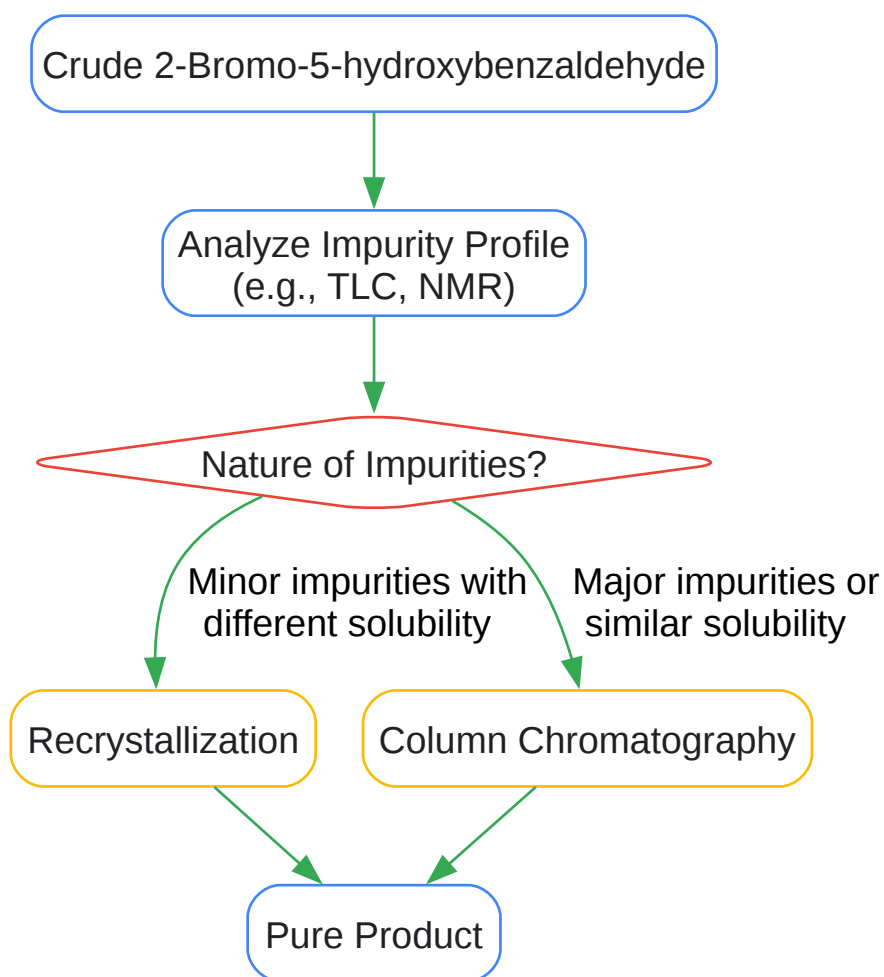 Crude 2-Bromo-5-hydroxybenzaldehyde
Analyze Impurity Profile
(e.g., TLC, NMR)
Nature of Impurities?
Minor impurities with
different solubility
Major impurities or
similar solubility
Recrystallization
Column Chromatography
Pure Product